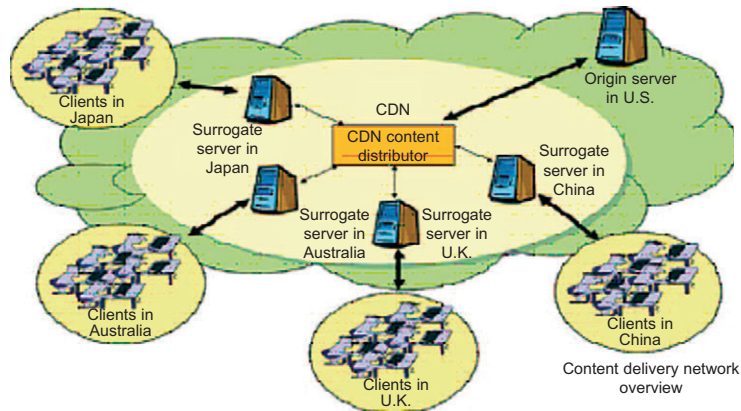 Clients in
Japan
Surrogate
server in
Japan
CDN
CDN content
distributor
Origin server
in U.S.
Surrogate
server in
China
Surrogate
server in
Australia
Surrogate
server in
U.K.
Clients in
Australia
Clients in
U.K.
Clients in
China
Content delivery network
overview